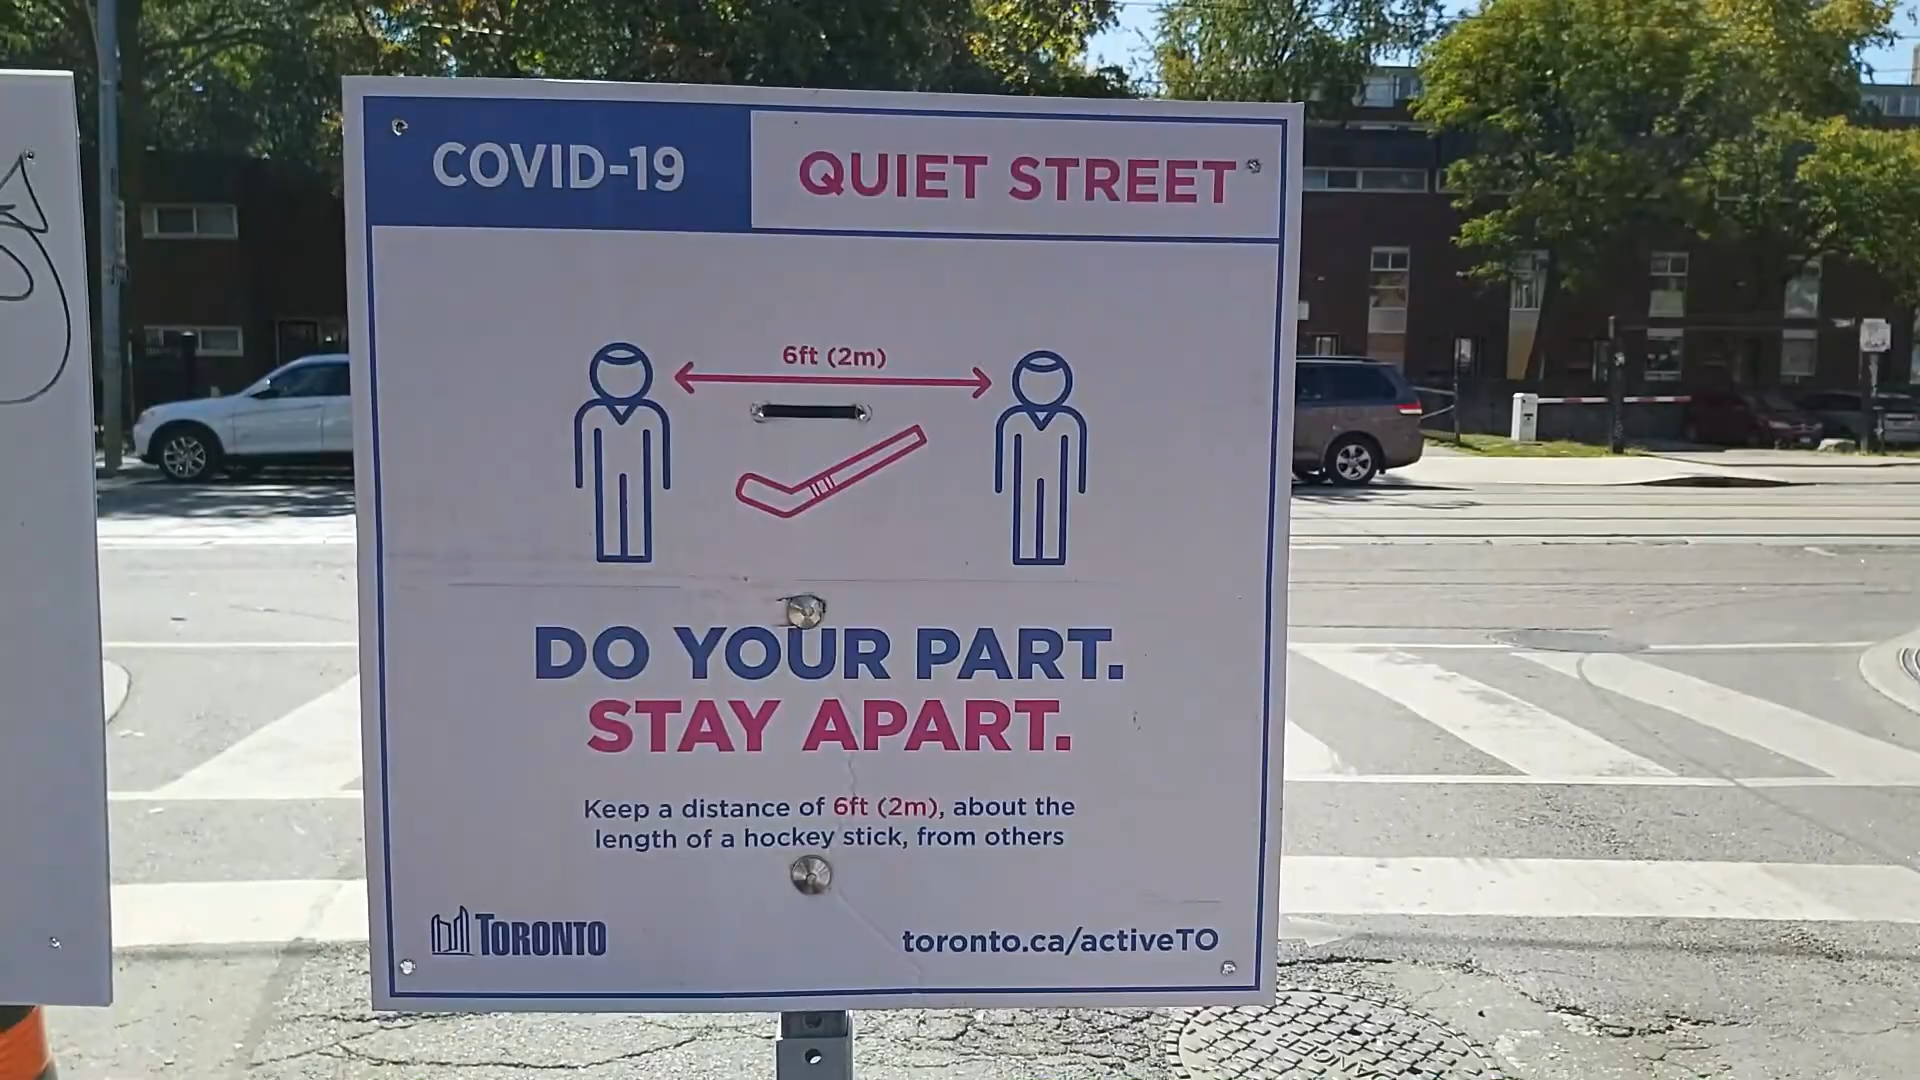 COVID-19
QUIET STREET
6ft (2m)
DO YOUR PART.
STAY APART.
Keep a distance of 6ft (2m), about the
length of a hockey stick, from others
TORONTO
toronto.ca/activeTO
DANGER